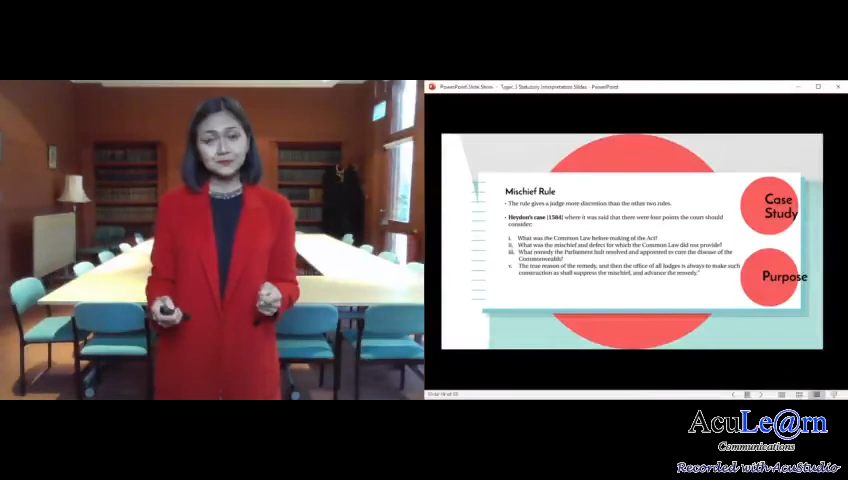 PowerPoint Slide Show - Topic 3 Statutory Interpretation Slides - PowerPoint
Mischief Rule
• The rule gives a judge more discretion than the other two rules.
• Heydon's case (1584) where it was said that there were four points the court should
consider:
i. What was the Common Law before making of the Act?
ii. What was the mischief and defect for which the Common Law did not provide?
iii. What remedy the Parliament hath resolved and appointed to cure the disease of the
Commonwealth?
v. The true reason of the remedy, and then the office of all Judges is always to make such
construction as shall suppress the mischief, and advance the remedy."
Case
Study
Purpose
AcuLe@rn
Communications
Recorded with AcuStudio